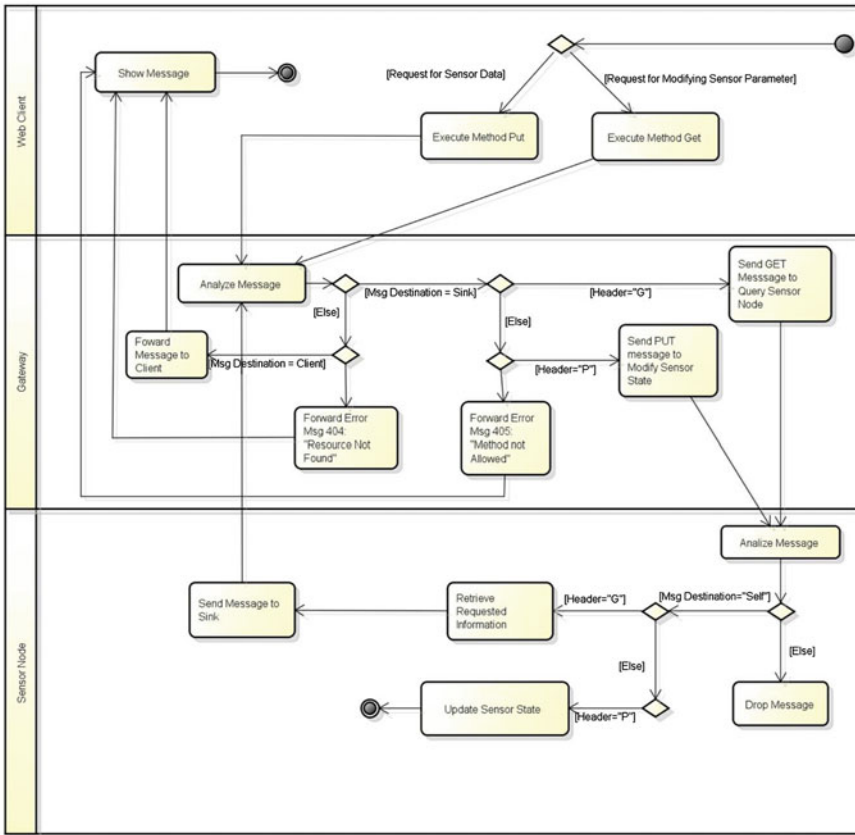 Web Client
Show Message
[Request for Sensor Data]
[Request for Modifying Sensor Parameter]
Execute Method Put
Execute Method Get
Gateway
Analyze Message
[Msg Destination = Sink]
[Header="G"]
Send GET
Messsage to
Query Sensor
Node
[Else]
[Else]
Foward
Message to
Client
[Msg Destination = Client]
[Header="P"]
Send PUT
message to
Modify Sensor
State
Forward Error
Msg 404:
"Resource Not
Found"
Forward Error
Msg 405:
"Method not
Allowed"
Sensor Node
Analize Message
Send Message to
Sink
Retrieve
Requested
Information
[Header="G"]
[Msg Destination="Self"]
[Else]
[Else]
Update Sensor State
[Header="P"]
Drop Message